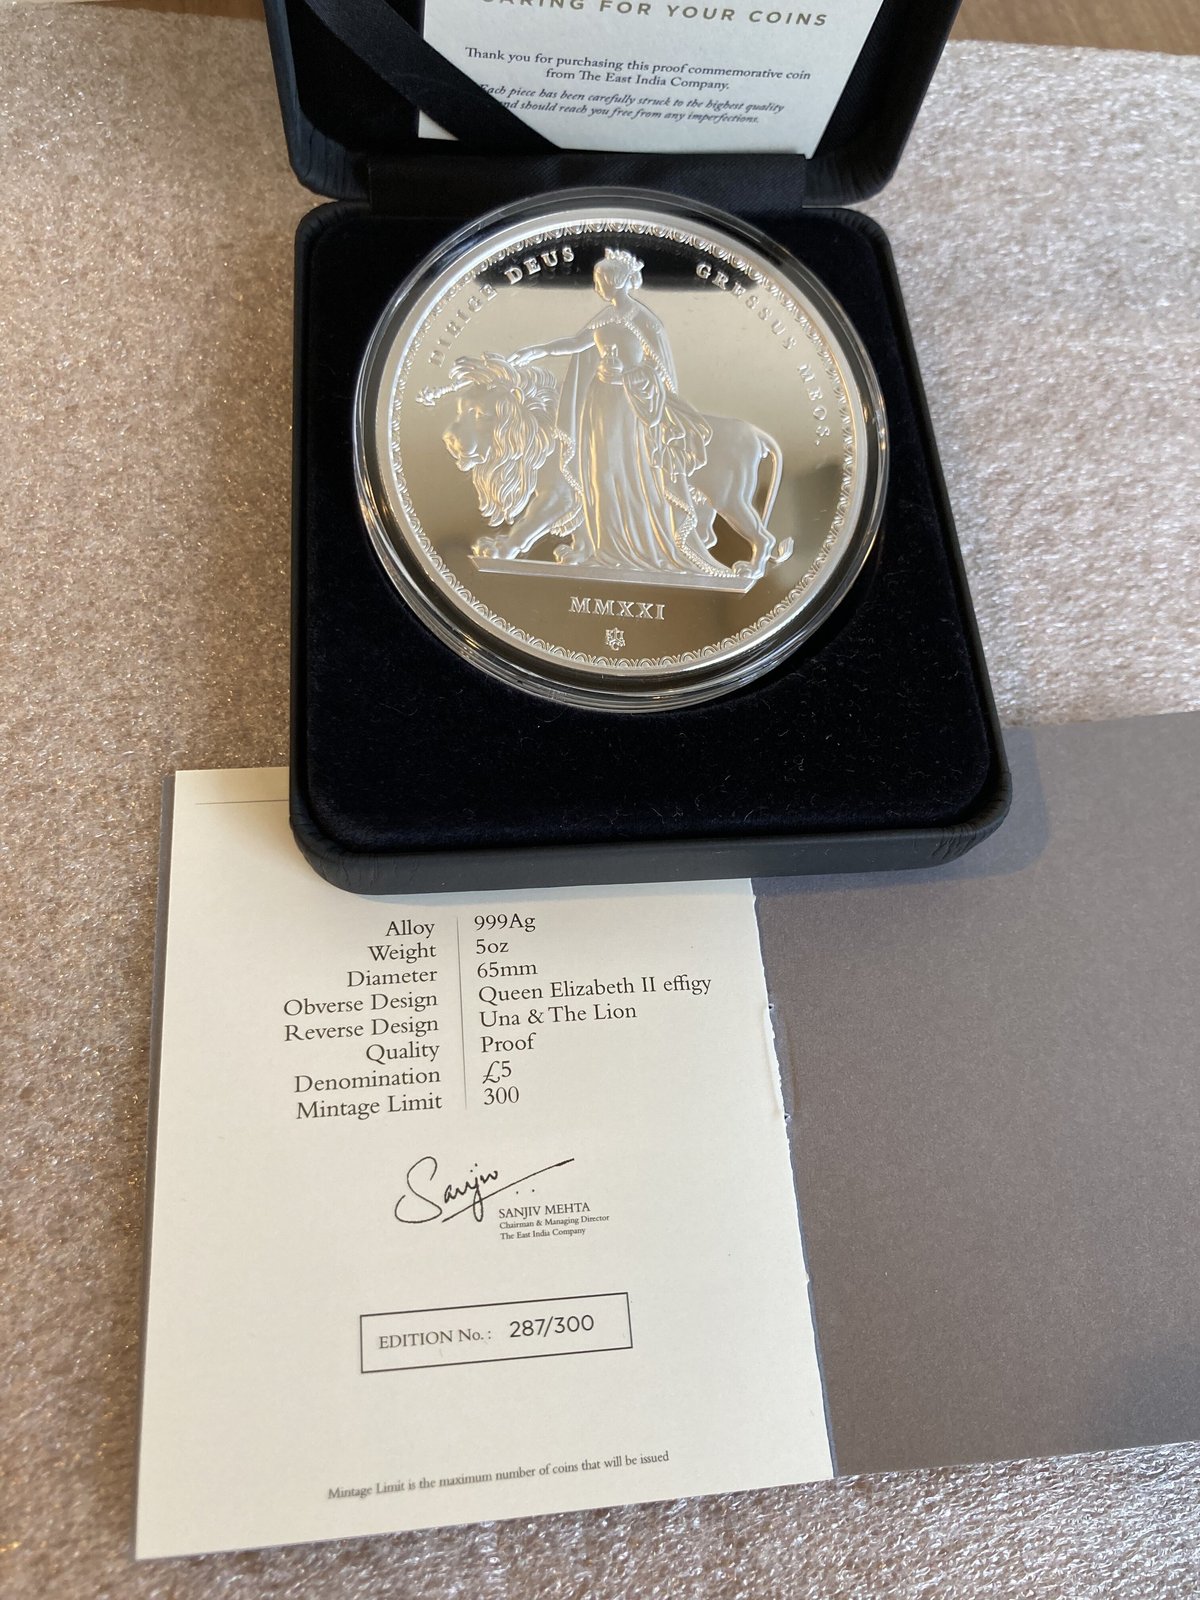 CARING FOR YOUR COINS
Thank you for purchasing this proof commemorative coin
from The East India Company.
Each piece has been carefully struck to the highest quality
and should reach you free from any imperfections.
DIRIGE DEUS GRESSUS MEOS.
MMXXI
Alloy 999Ag
Weight 5oz
Diameter 65mm
Obverse Design Queen Elizabeth II effigy
Reverse Design Una & The Lion
Quality Proof
Denomination £5
Mintage Limit 300
Sanjiv
SANJIV MEHTA
Chairman & Managing Director
The East India Company
EDITION No.: 287/300
Mintage Limit is the maximum number of coins that will be issued